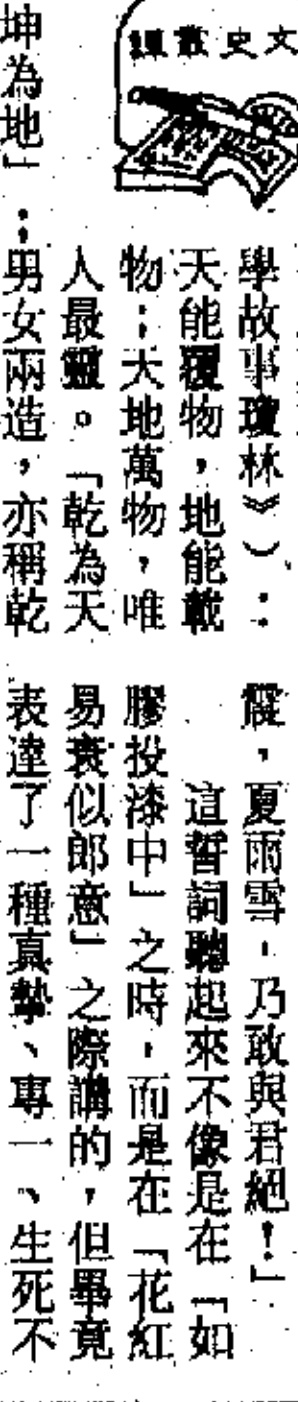 文史叢譚
學故事瓊林》)：
天能覆物，地能載
物；大地萬物，唯
人最靈。「乾為天
坤為地」；男女兩造，亦稱乾
震，夏雨雪，乃敢與君絕！」
這誓詞聽起來不像是在「如
膠投漆中」之時，而是在「花紅
易衰似郎意」之際講的，但畢竟
表達了一種真摯、專一、生死不